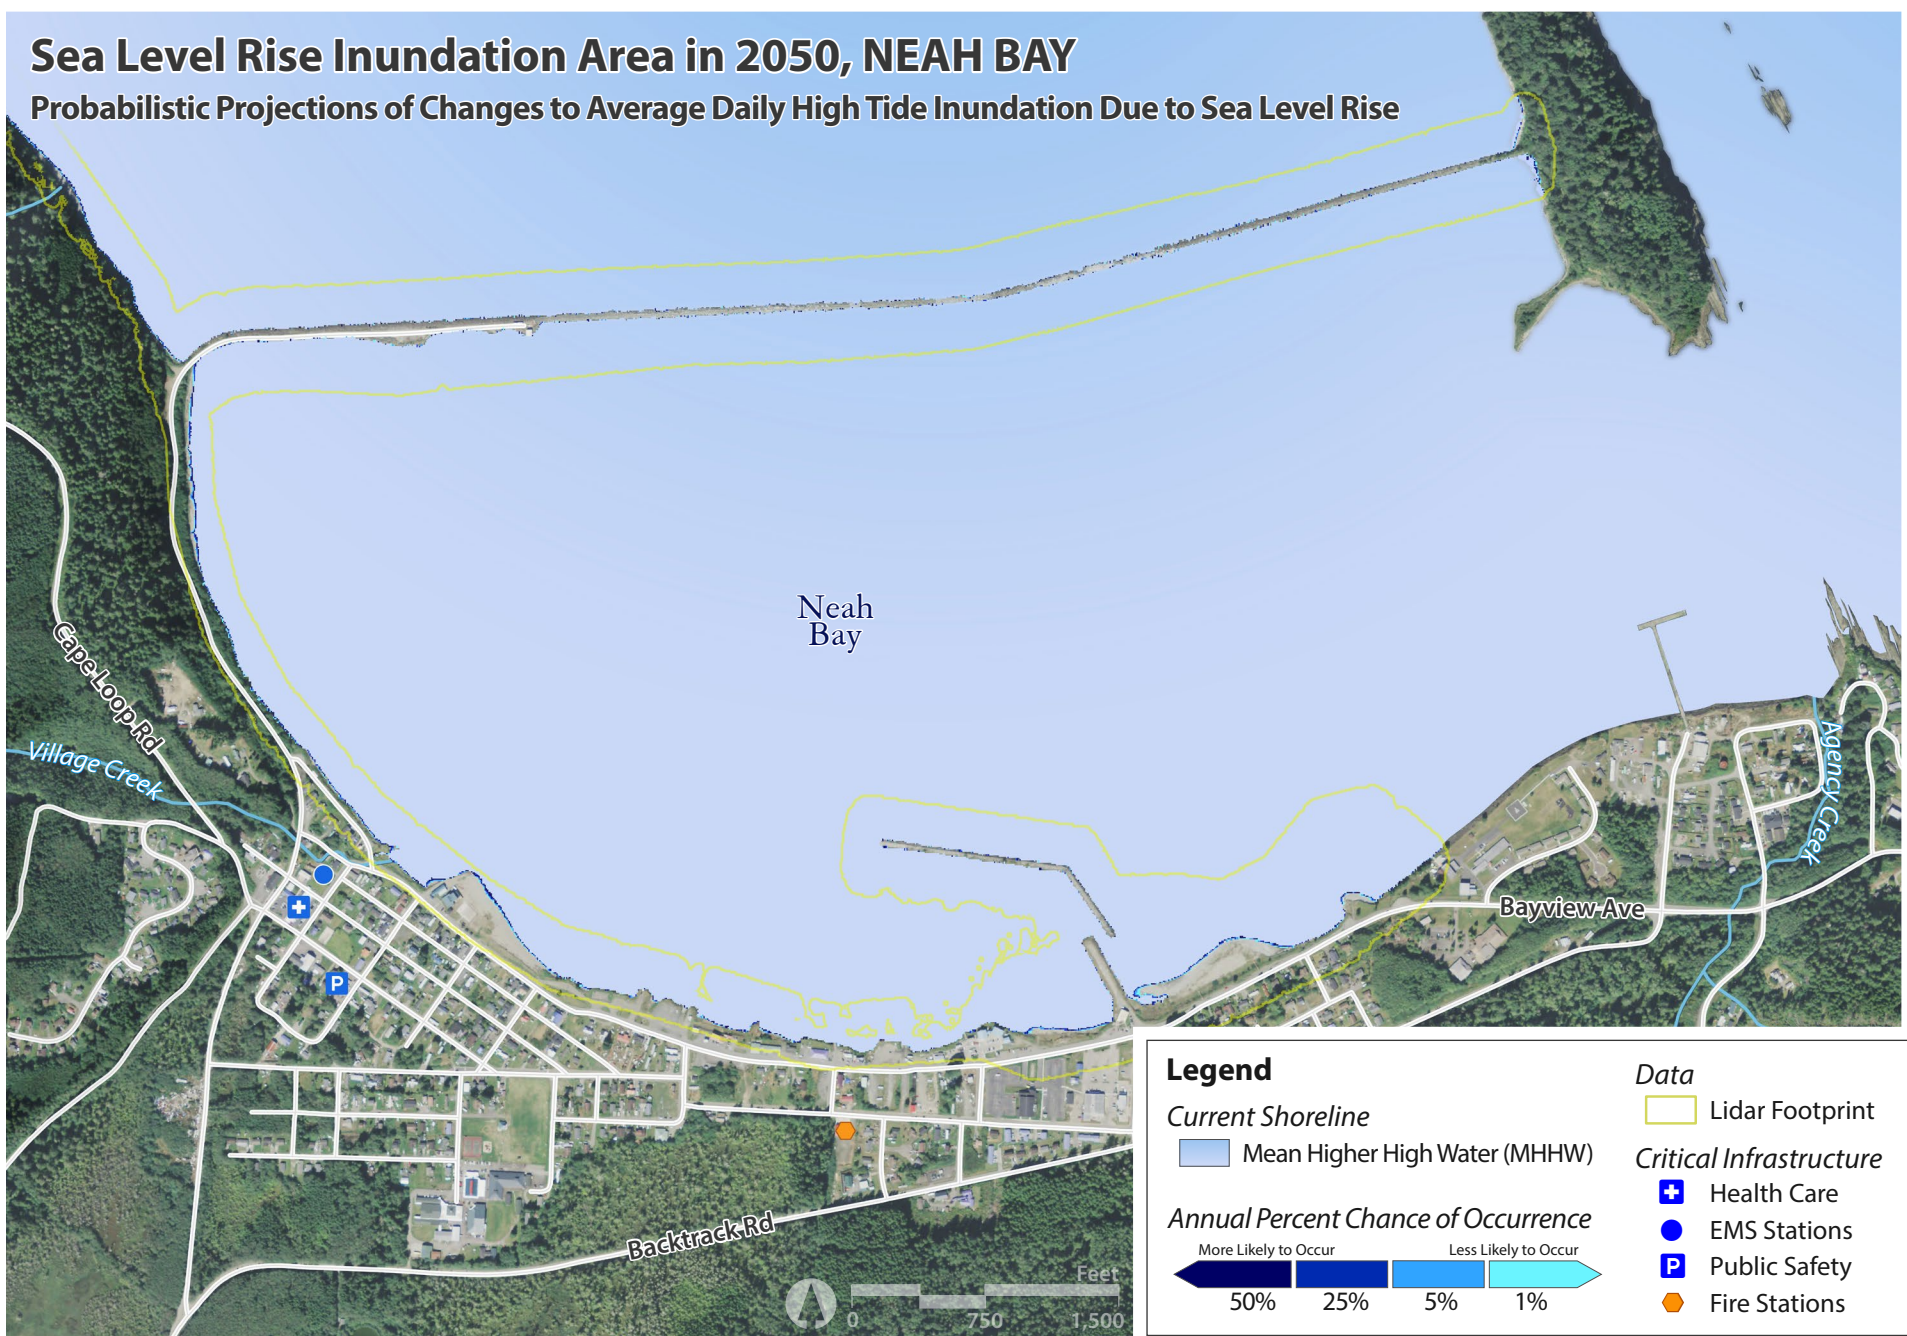 Sea Level Rise Inundation Area in 2050, NEAH BAY
Probabilistic Projections of Changes to Average Daily High Tide Inundation Due to Sea Level Rise
Neah
Bay
Cape Loop Rd
Village Creek
Agency Creek
Bayview Ave
Backtrack Rd
Feet
0 750 1,500
Legend
Current Shoreline
Mean Higher High Water (MHHW)
Annual Percent Chance of Occurrence
More Likely to Occur Less Likely to Occur
50% 25% 5% 1%
Data
Lidar Footprint
Critical Infrastructure
Health Care
EMS Stations
P Public Safety
Fire Stations
P